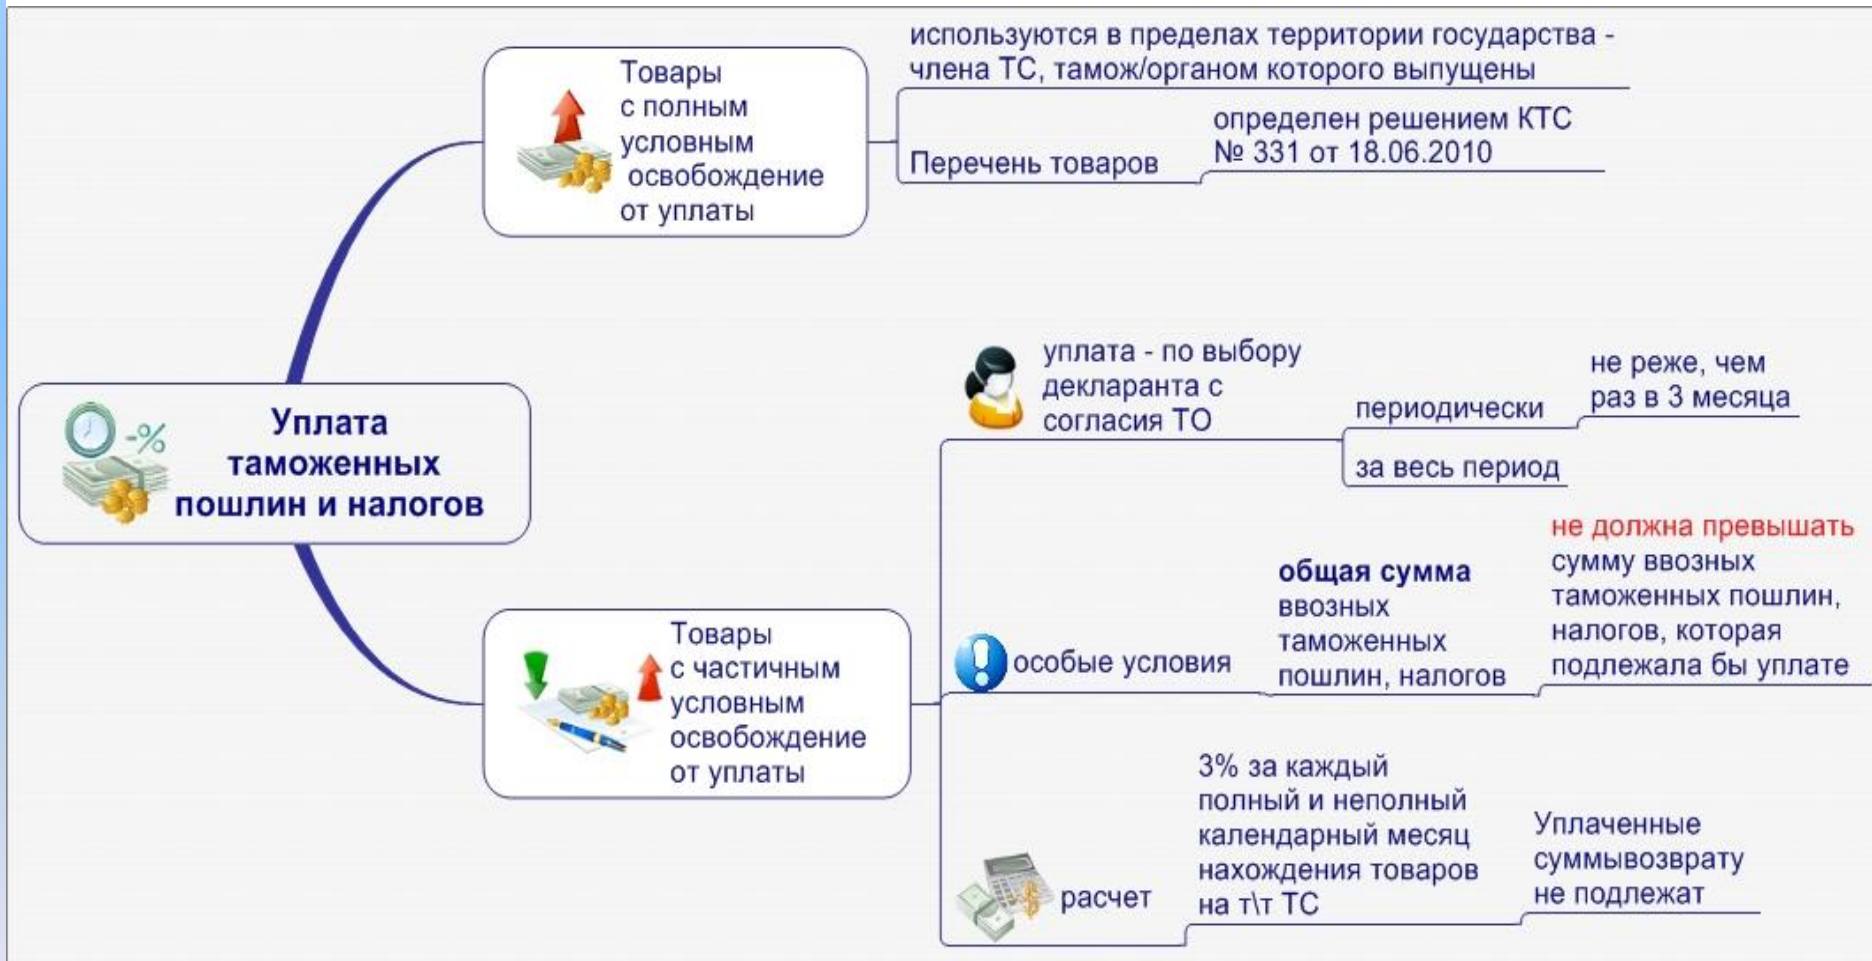 Уплата
таможенных
пошлин и налогов
-%
Товары
с полным
условным
освобождение
от уплаты
используются в пределах территории государства -
члена ТС, тамож/органом которого выпущены
Перечень товаров
определен решением КТС
№ 331 от 18.06.2010
Товары
с частичным
условным
освобождение
от уплаты
уплата - по выбору
декларанта с
согласия ТО
периодически
не реже, чем
раз в 3 месяца
за весь период
особые условия
общая сумма
ввозных
таможенных
пошлин, налогов
не должна превышать
сумму ввозных
таможенных пошлин,
налогов, которая
подлежала бы уплате
расчет
3% за каждый
полный и неполный
календарный месяц
нахождения товаров
на т\т ТС
Уплаченные
суммывозврату
не подлежат